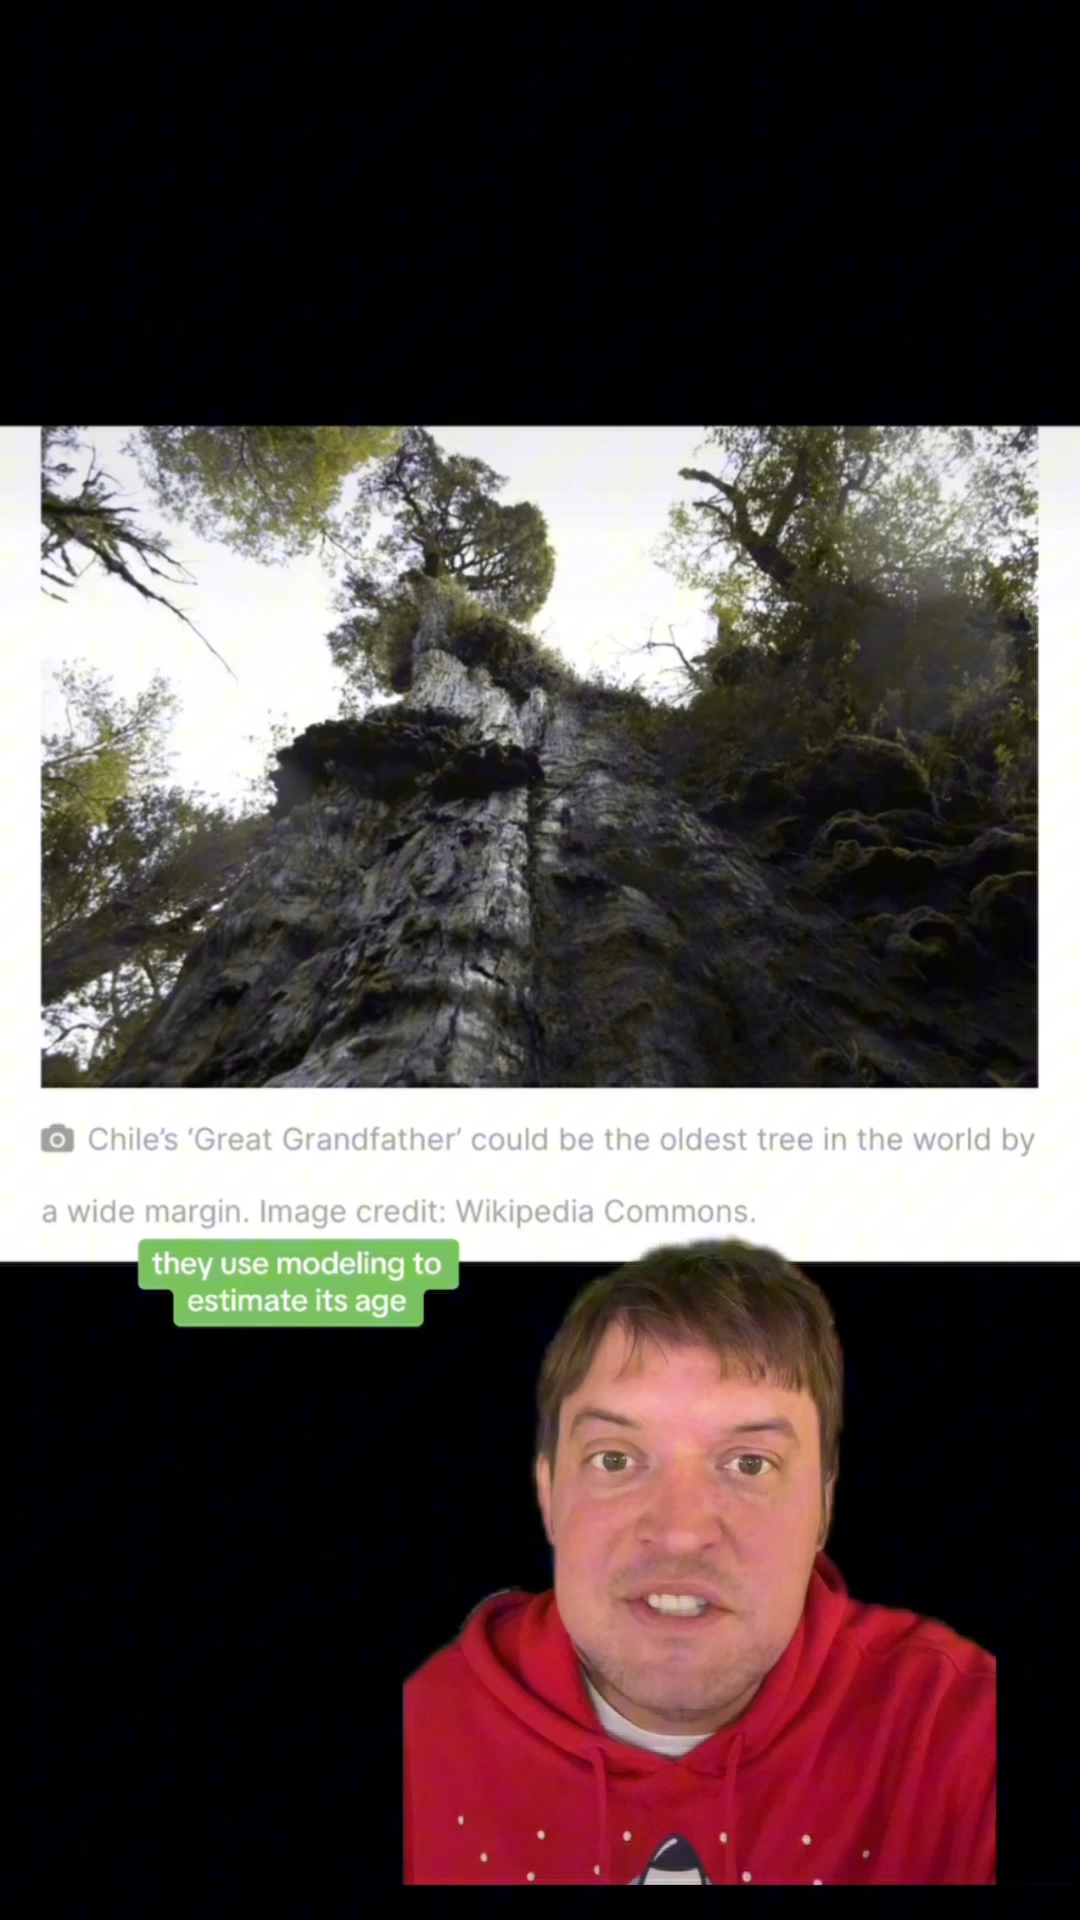 Chile’s ‘Great Grandfather’ could be the oldest tree in the world by
a wide margin. Image credit: Wikipedia Commons.
they use modeling to
estimate its age